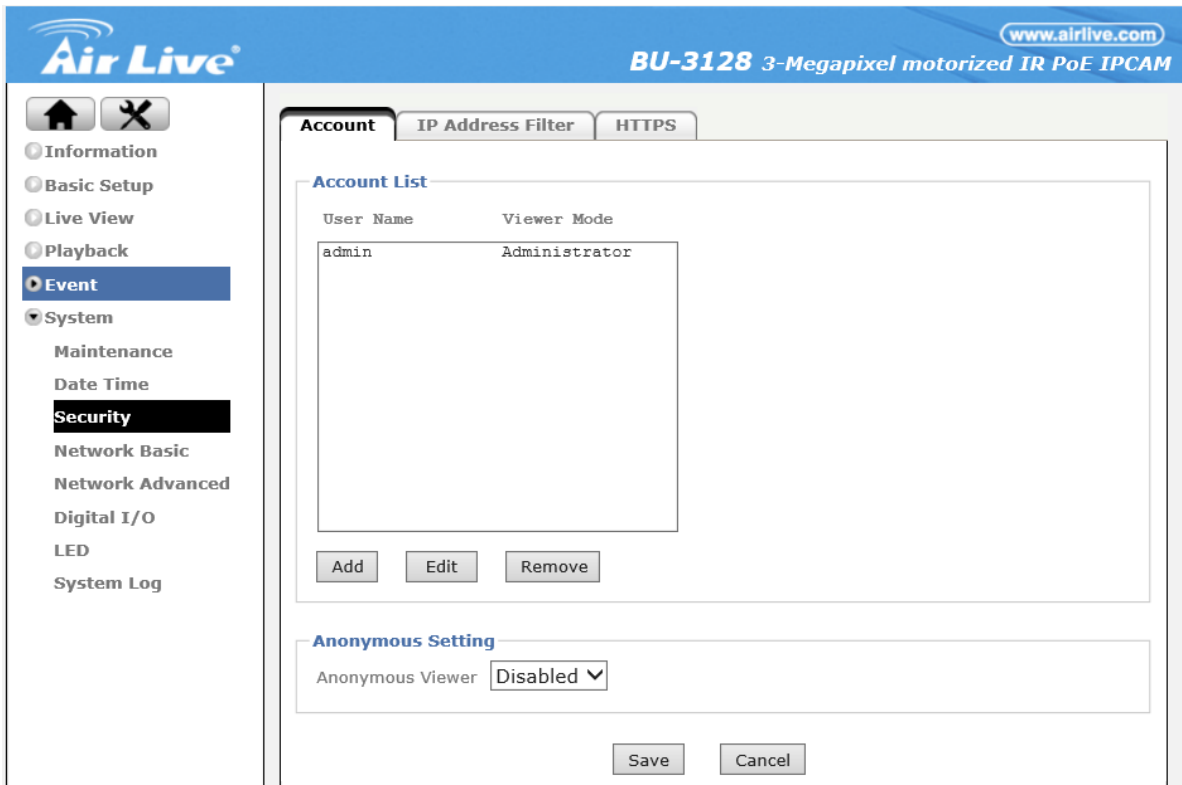 www.airlive.com
Air Live®
BU-3128 3-Megapixel motorized IR PoE IPCAM
Information
Basic Setup
Live View
Playback
Event
System
Maintenance
Date Time
Security
Network Basic
Network Advanced
Digital I/O
LED
System Log
Account IP Address Filter HTTPS
Account List
User Name Viewer Mode
admin Administrator
Add Edit Remove
Anonymous Setting
Anonymous Viewer Disabled
Save Cancel